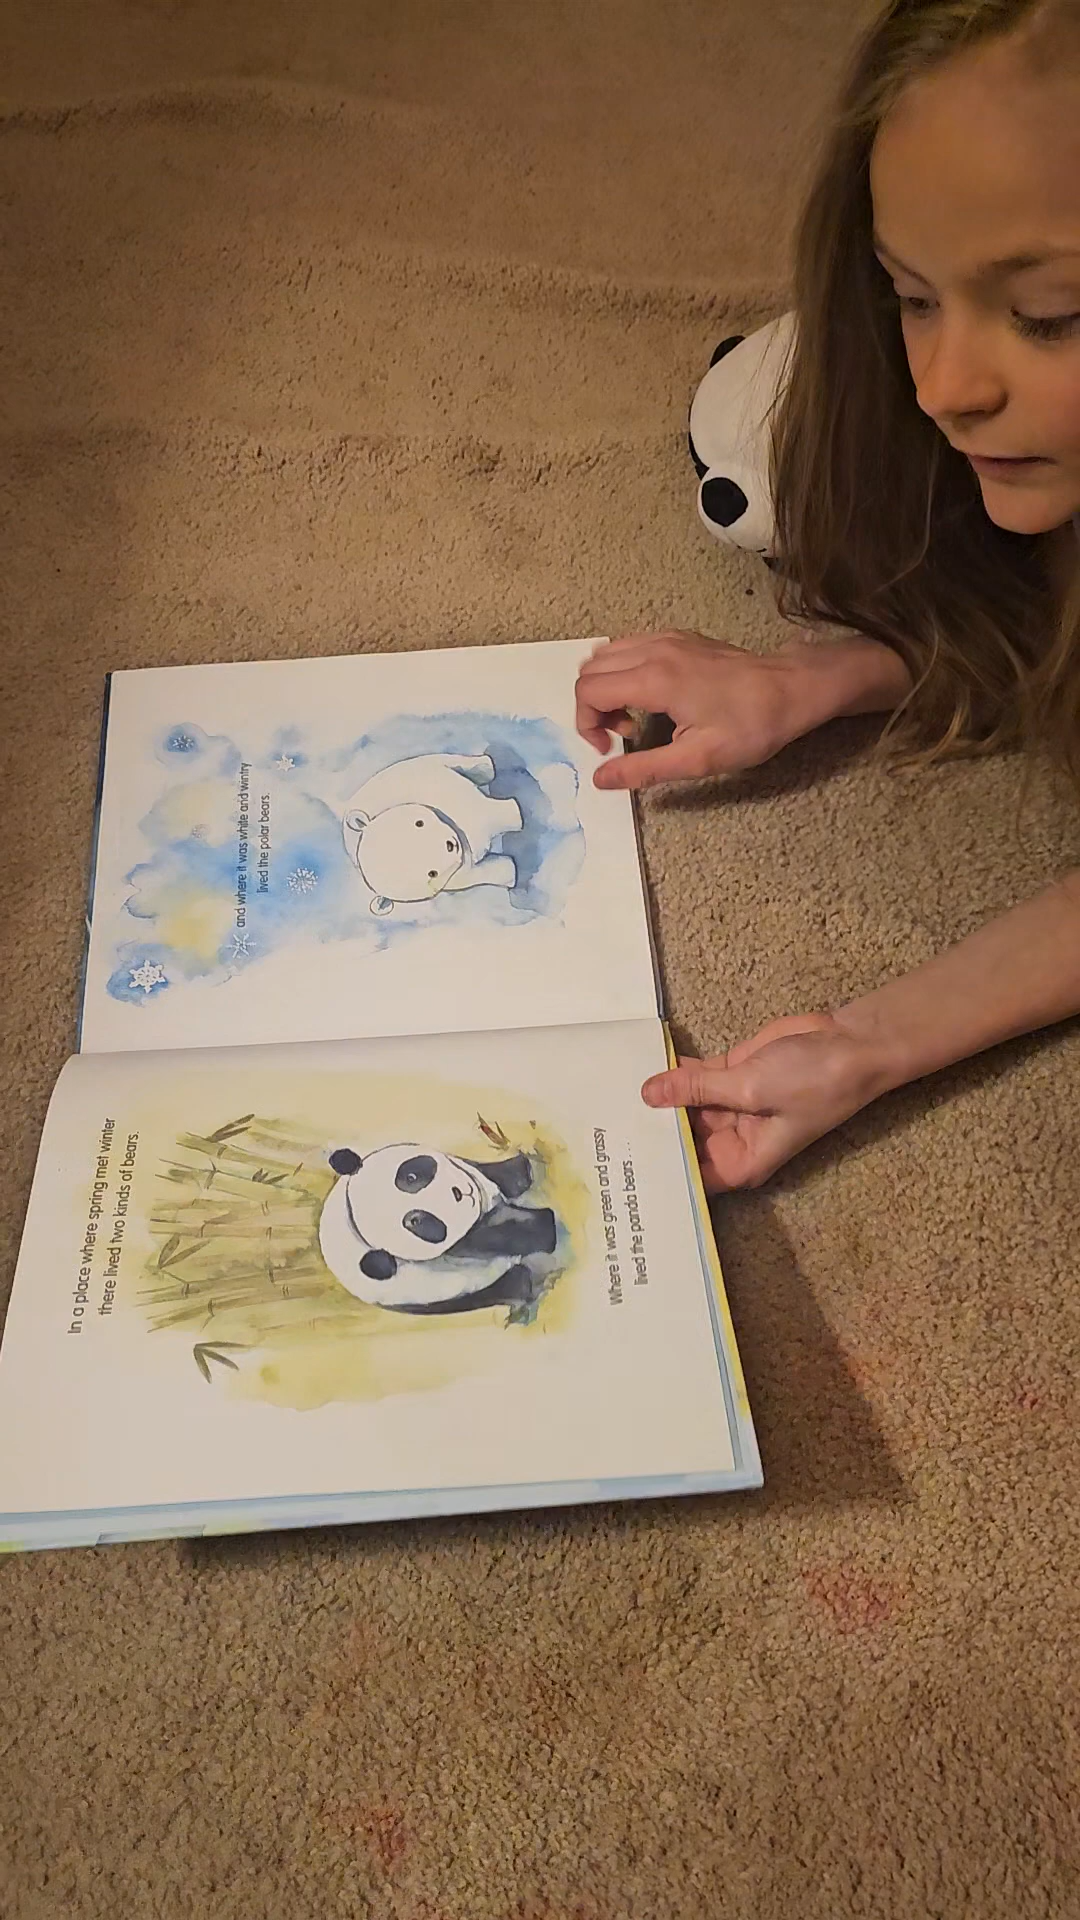 In a place where spring met winter
there lived two kinds of bears.
Where it was green and grassy
lived the panda bears . . .
and where it was white and wintry
lived the polar bears.